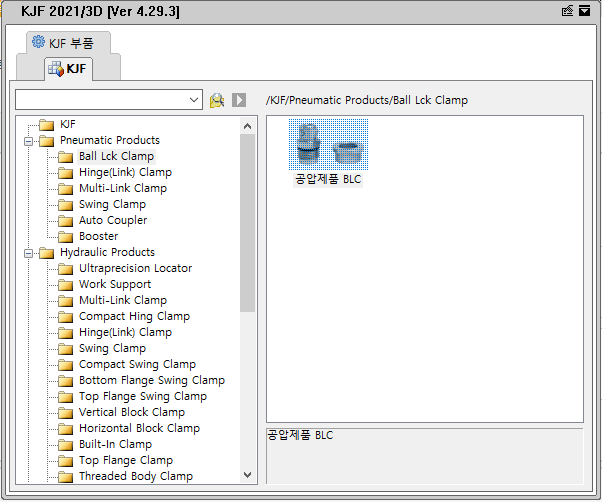 KJF 2021/3D [Ver 4.29.3]
KJF 부품
KJF
/KJF/Pneumatic Products/Ball Lck Clamp
KJF
Pneumatic Products
Ball Lck Clamp
Hinge(Link) Clamp
Multi-Link Clamp
Swing Clamp
Auto Coupler
Booster
Hydraulic Products
Ultraprecision Locator
Work Support
Multi-Link Clamp
Compact Hing Clamp
Hinge(Link) Clamp
Swing Clamp
Compact Swing Clamp
Bottom Flange Swing Clamp
Top Flange Swing Clamp
Vertical Block Clamp
Horizontal Block Clamp
Built-In Clamp
Top Flange Clamp
Threaded Body Clamp
공압제품 BLC
공압제품 BLC